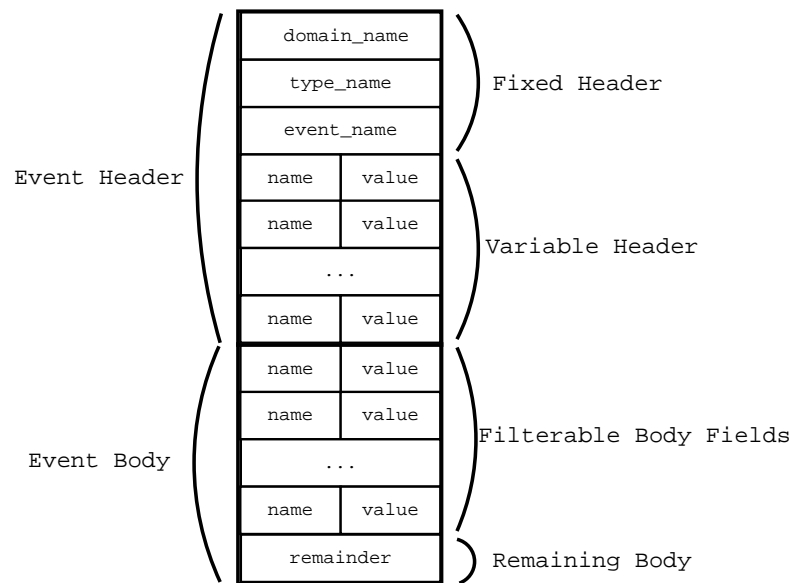 domain_name
type_name
Fixed Header
event_name
Event Header
name value
name value
Variable Header
...
name value
name value
name value
Filterable Body Fields
Event Body
...
name value
remainder
Remaining Body